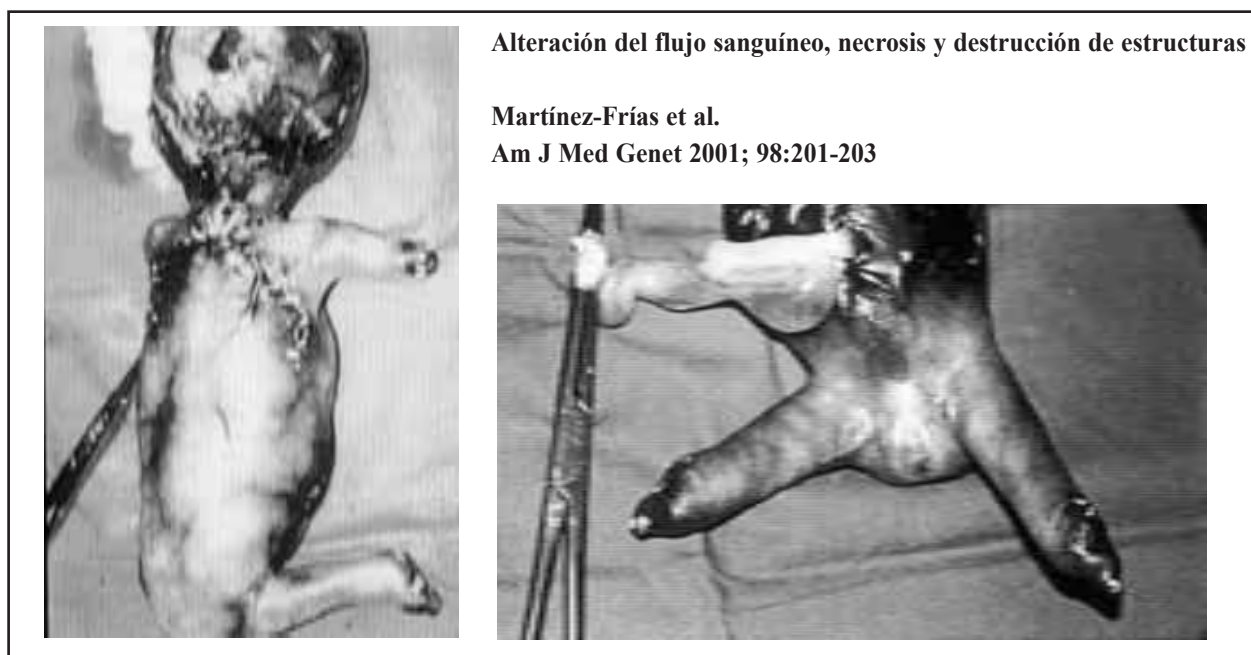 Alteración del flujo sanguíneo, necrosis y destrucción de estructuras
Martínez-Frías et al.
Am J Med Genet 2001; 98:201-203